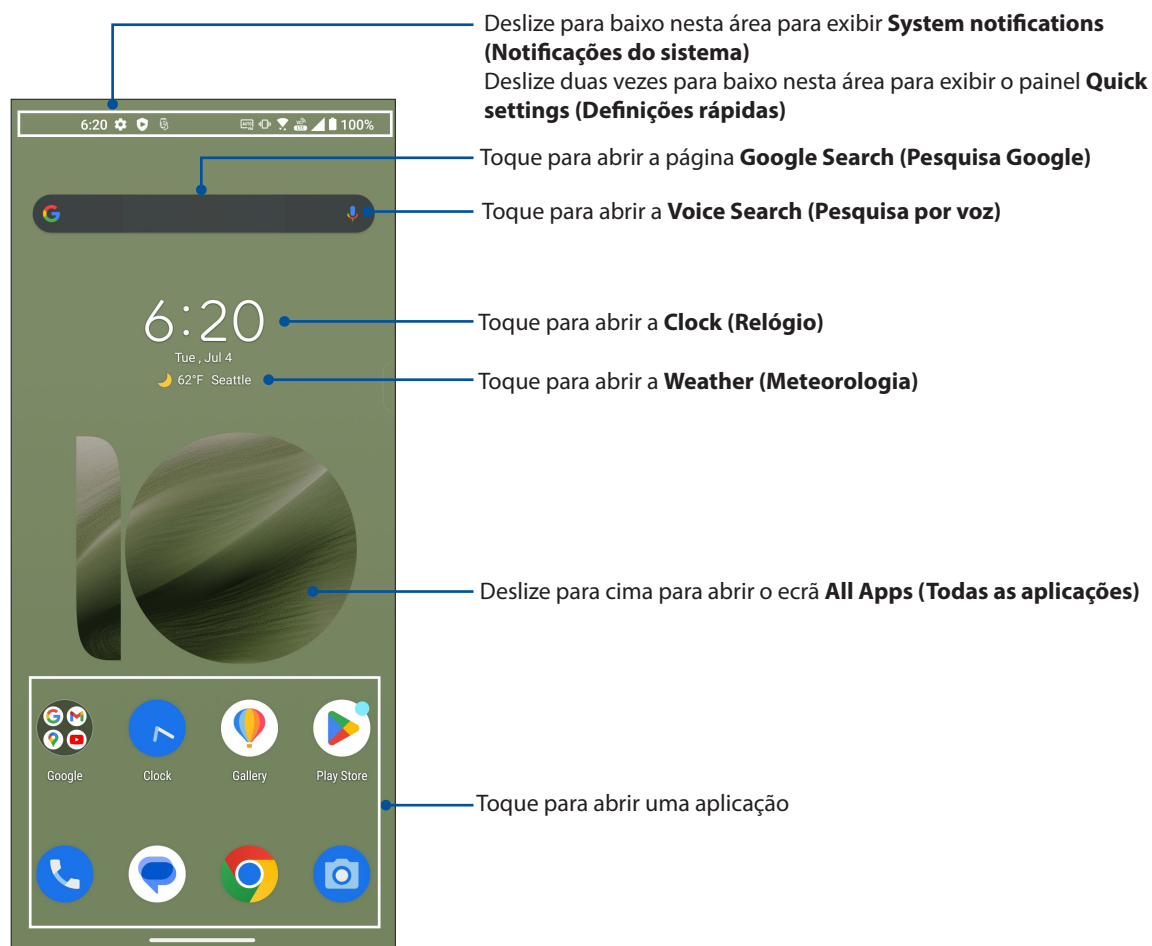 Deslize para baixo nesta área para exibir System notifications
(Notificações do sistema)
Deslize duas vezes para baixo nesta área para exibir o painel Quick
settings (Definições rápidas)
6:20 100%
Toque para abrir a página Google Search (Pesquisa Google)
Toque para abrir a Voice Search (Pesquisa por voz)
6:20
Toque para abrir a Clock (Relógio)
Tue , Jul 4
62°F Seattle
Toque para abrir a Weather (Meteorologia)
Deslize para cima para abrir o ecrã All Apps (Todas as aplicações)
Google Clock Gallery Play Store
Toque para abrir uma aplicação